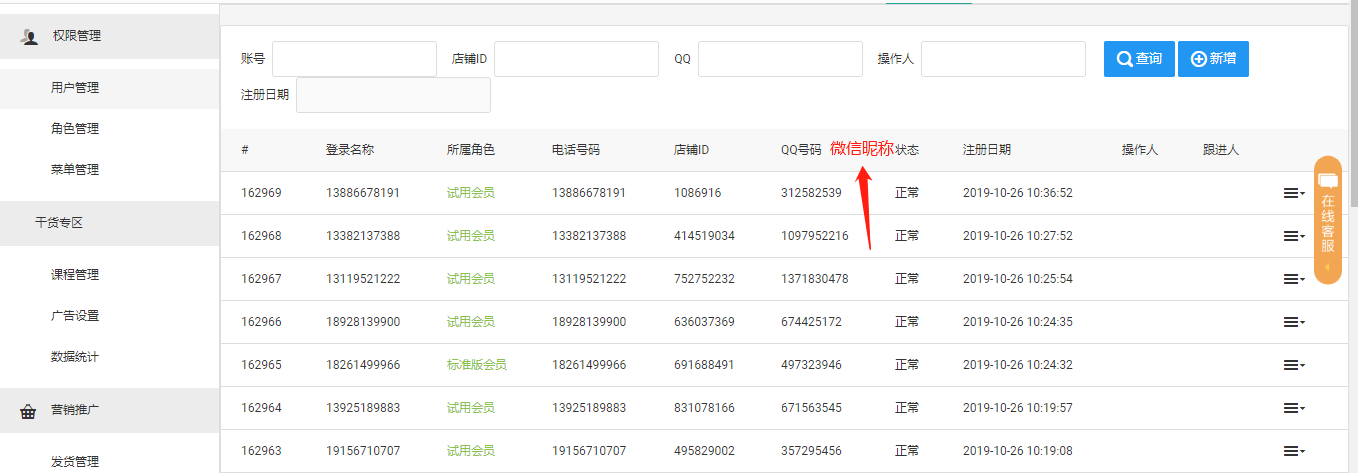 权限管理
用户管理
角色管理
菜单管理
干货专区
课程管理
广告设置
数据统计
营销推广
发货管理
账号 店铺ID QQ 操作人 查询 新增
注册日期
# 登录名称 所属角色 电话号码 店铺ID QQ号码 微信昵称 状态 注册日期 操作人 跟进人
162969 13886678191 试用会员 13886678191 1086916 312582539 正常 2019-10-26 10:36:52
162968 13382137388 试用会员 13382137388 414519034 1097952216 正常 2019-10-26 10:27:52
162967 13119521222 试用会员 13119521222 752752232 1371830478 正常 2019-10-26 10:25:54
162966 18928139900 试用会员 18928139900 636037369 674425172 正常 2019-10-26 10:24:35
162965 18261499966 标准版会员 18261499966 691688491 497323946 正常 2019-10-26 10:24:32
162964 13925189883 试用会员 13925189883 831078166 671563545 正常 2019-10-26 10:19:57
162963 19156710707 试用会员 19156710707 495829002 357295456 正常 2019-10-26 10:19:08
在线客服